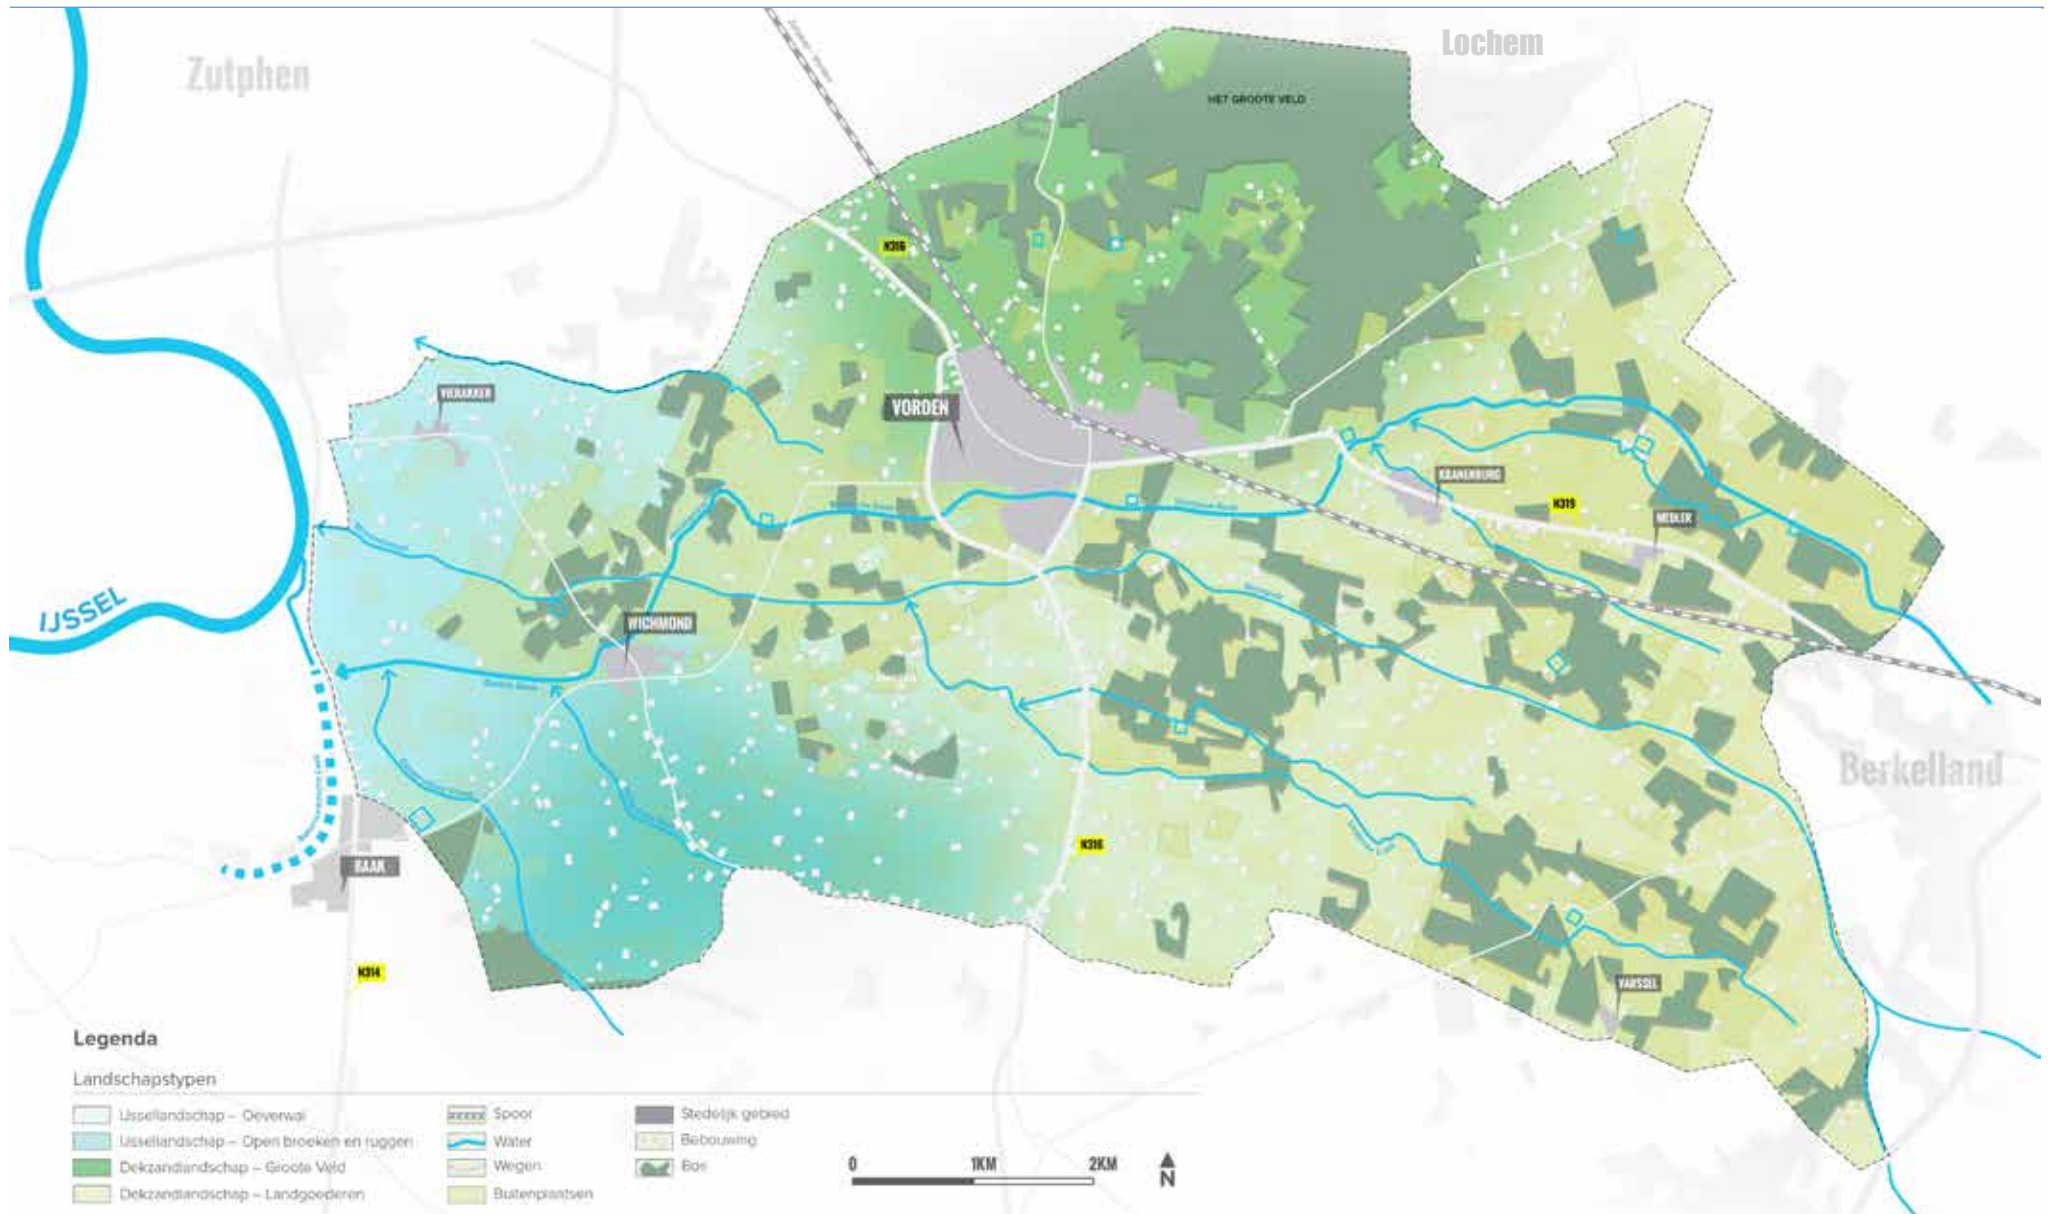 Zutphen
Lochem
HET GROOTE VELD
N316
VIERAKKER
VORDEN
KRANENBURG
N319
MEDLER
IJSSEL
WICHMOND
Berkelland
N316
BAAK
N314
VARSSEL
Legenda
Landschapstypen
IJssellandschap – Oeverwal
IJssellandschap – Open broeken en ruggen
Dekzandlandschap – Groote Veld
Dekzandlandschap – Landgoederen
Spoor
Water
Wegen
Buitenplaatsen
Stedelijk gebied
Bebouwing
Bos
0 1KM 2KM
N